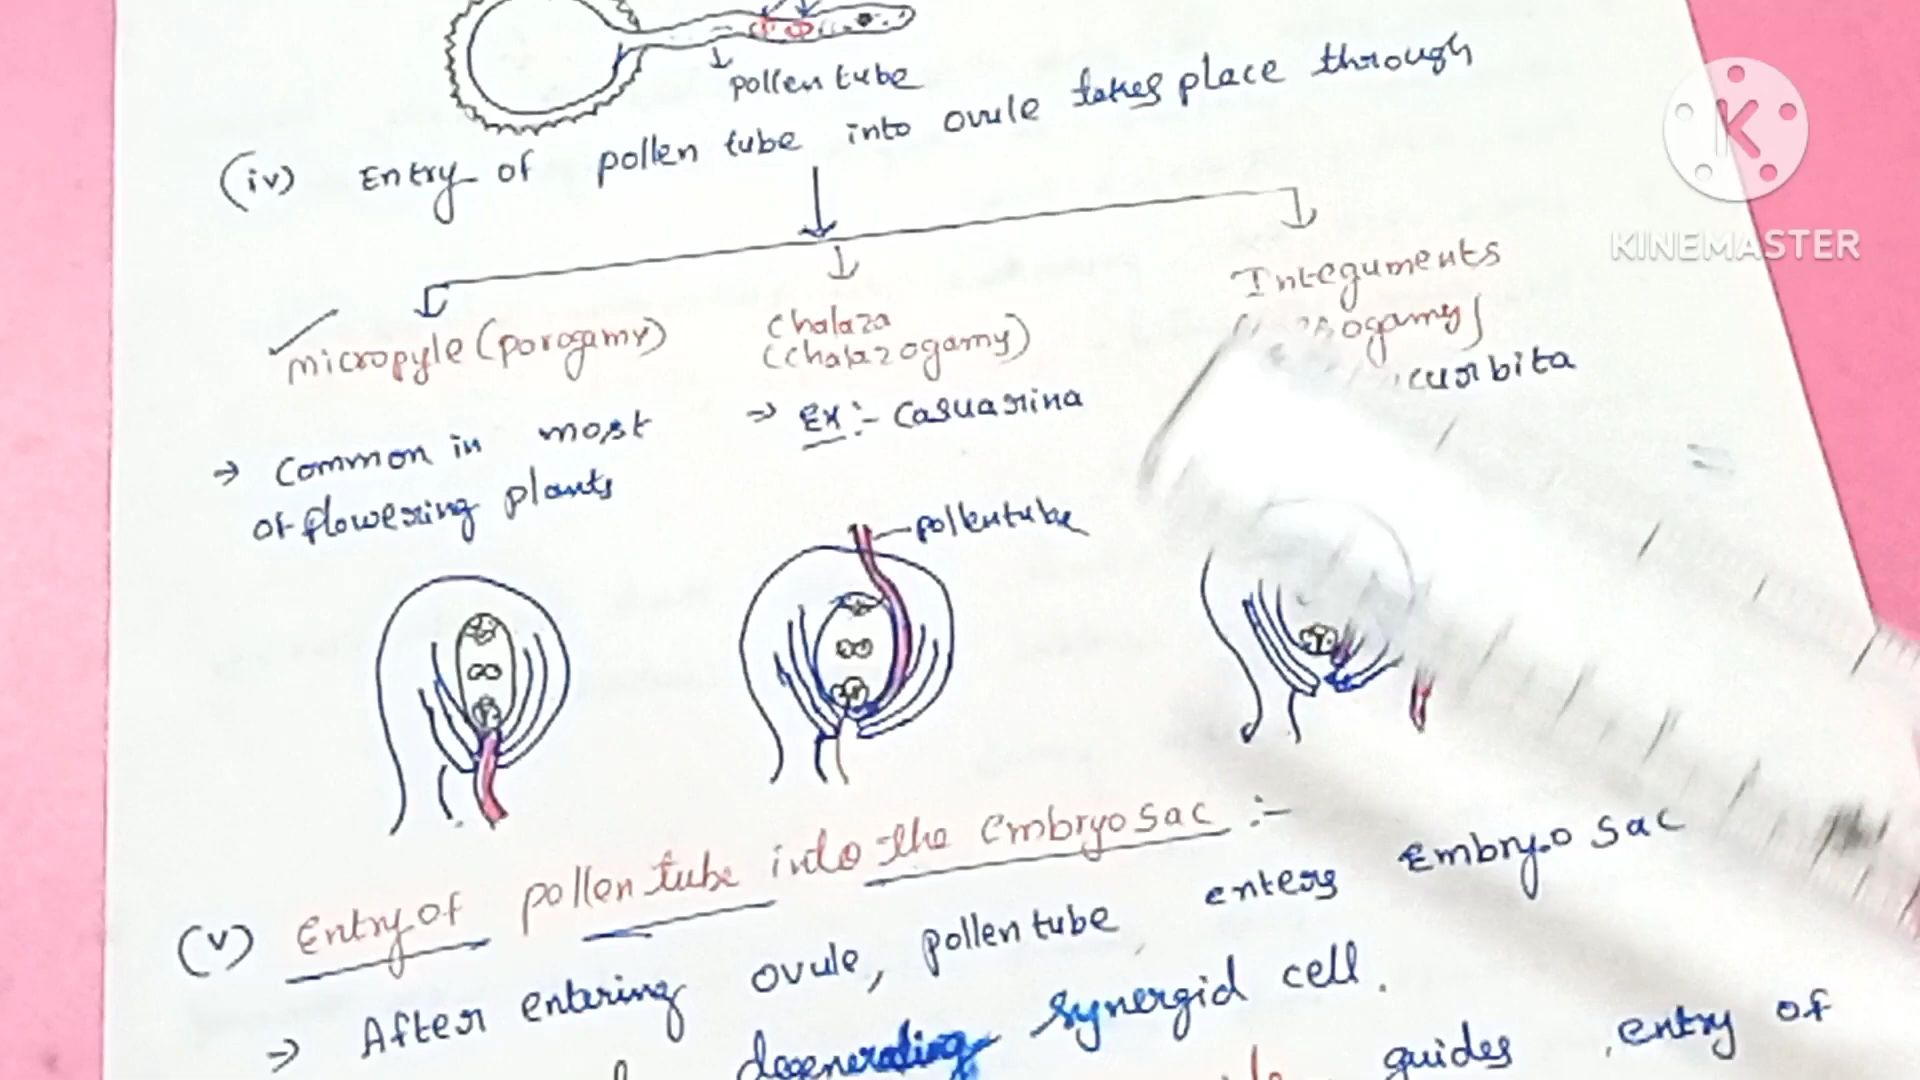 pollen tube
(iv) Entry of pollen tube into ovule takes place through
micropyle (porogamy)
→ Common in most
of flowering plants
Chalaza
(chalazogamy)
→ Ex:- Casuarina
pollentube
Integuments
ogamy)
curbita
(v) Entry of pollen tube into the embryo sac :-
→ After entering ovule, pollen tube enters Embryo sac
degenerating synergid cell.
guides entry of
K
KINEMASTER